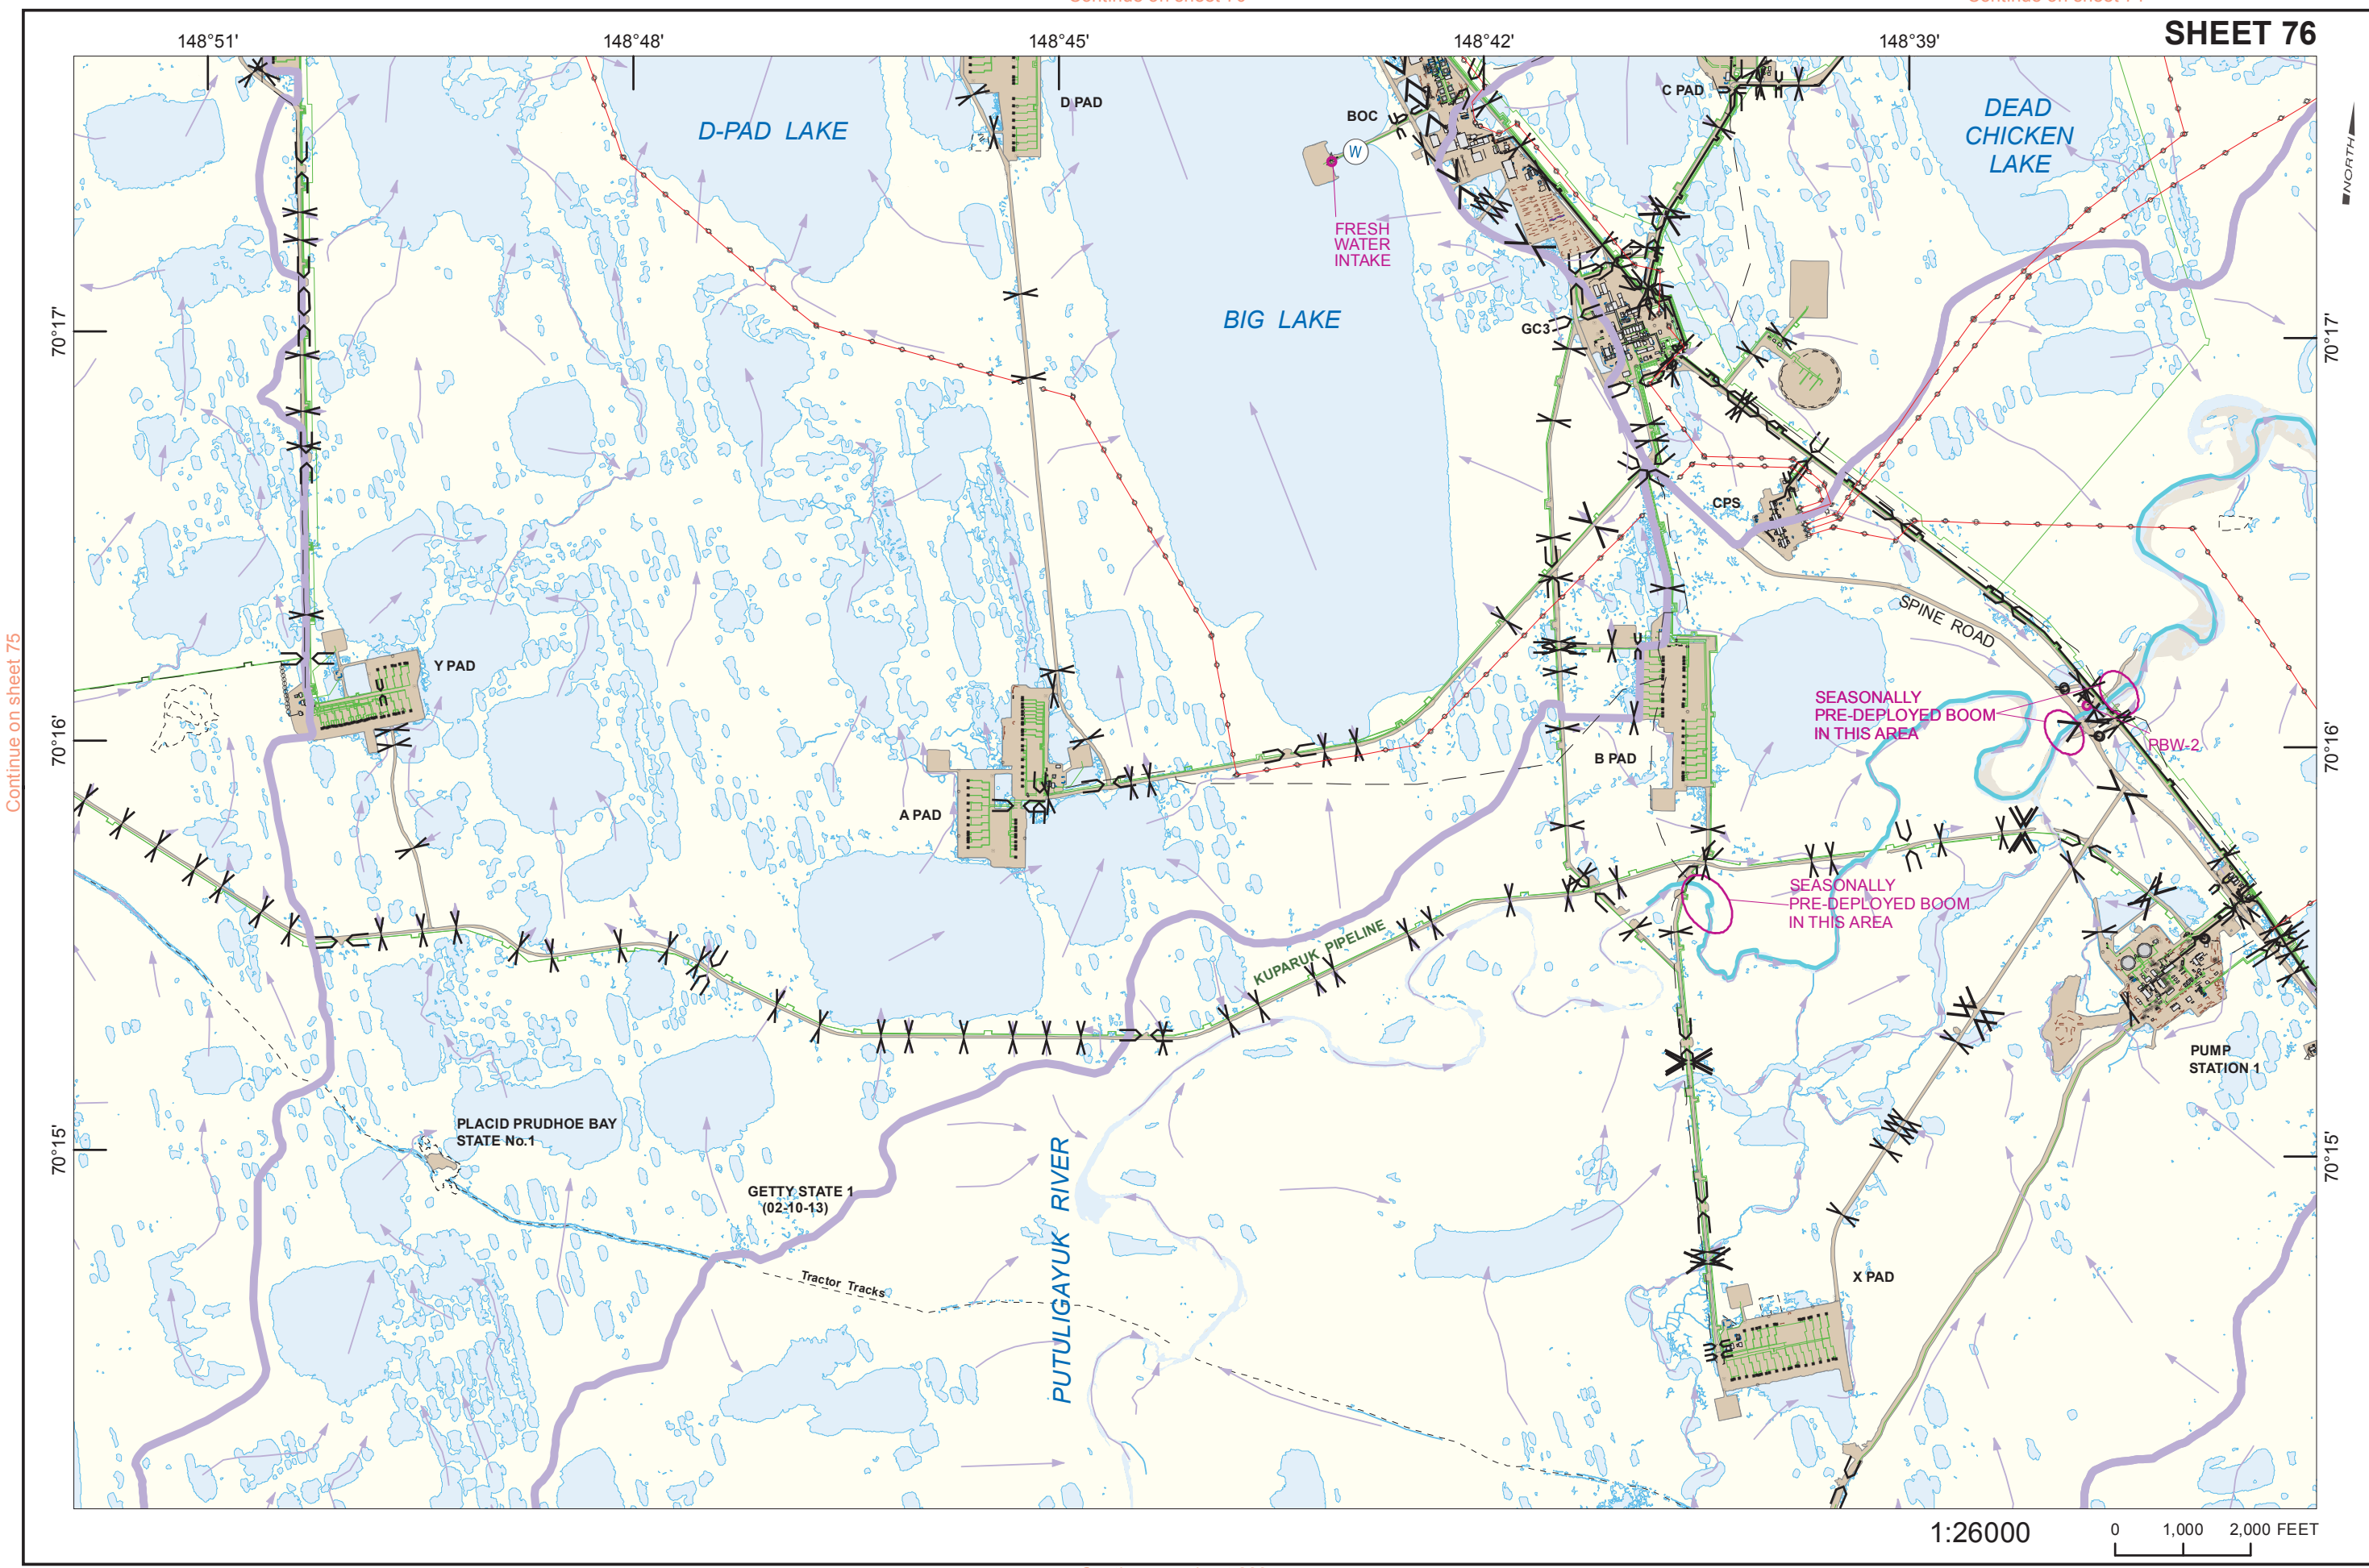 SHEET 76
148°51'
148°48'
148°45'
148°42'
148°39'
NORTH
D PAD
C PAD
BOC
W
D-PAD LAKE
DEAD
CHICKEN
LAKE
FRESH
WATER
INTAKE
BIG LAKE
GC3
70°17'
70°17'
CPS
SPINE ROAD
Continue on sheet 75
Y PAD
SEASONALLY
PRE-DEPLOYED BOOM
IN THIS AREA
PBW-2
70°16'
70°16'
B PAD
A PAD
SEASONALLY
PRE-DEPLOYED BOOM
IN THIS AREA
KUPARUK PIPELINE
PUMP
STATION 1
PLACID PRUDHOE BAY
STATE No.1
70°15'
70°15'
GETTY STATE 1
(02-10-13)
PUTULIGAYUK RIVER
Tractor Tracks
X PAD
1:26000
0 1,000 2,000 FEET